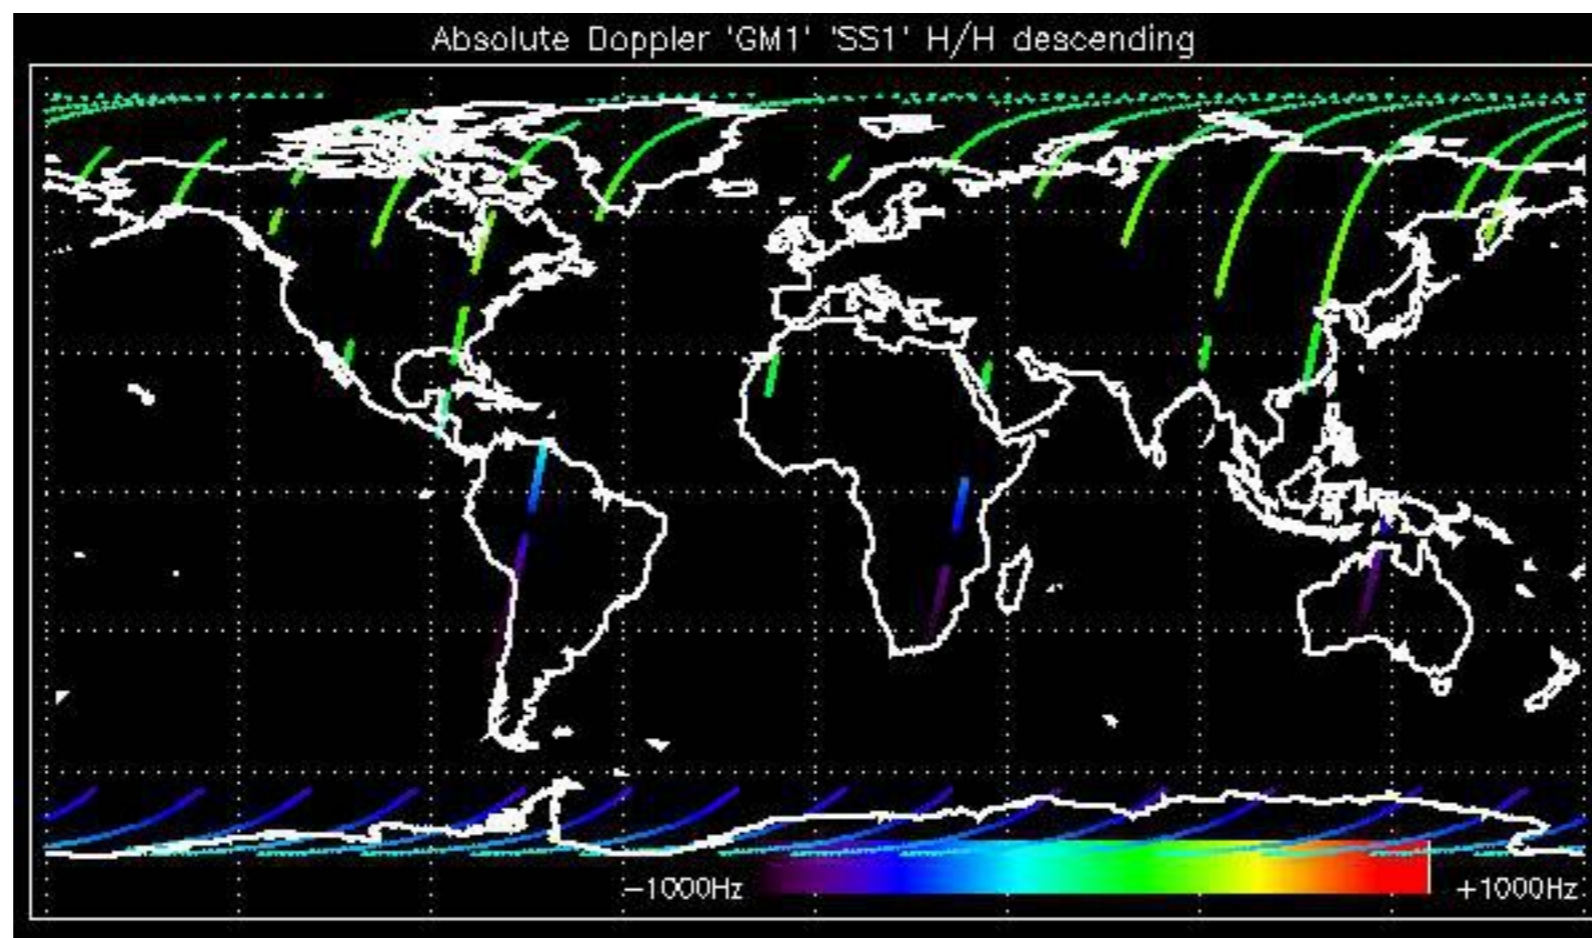 Absolute Doppler 'GM1' 'SS1' H/H descending
−1000Hz
+1000Hz